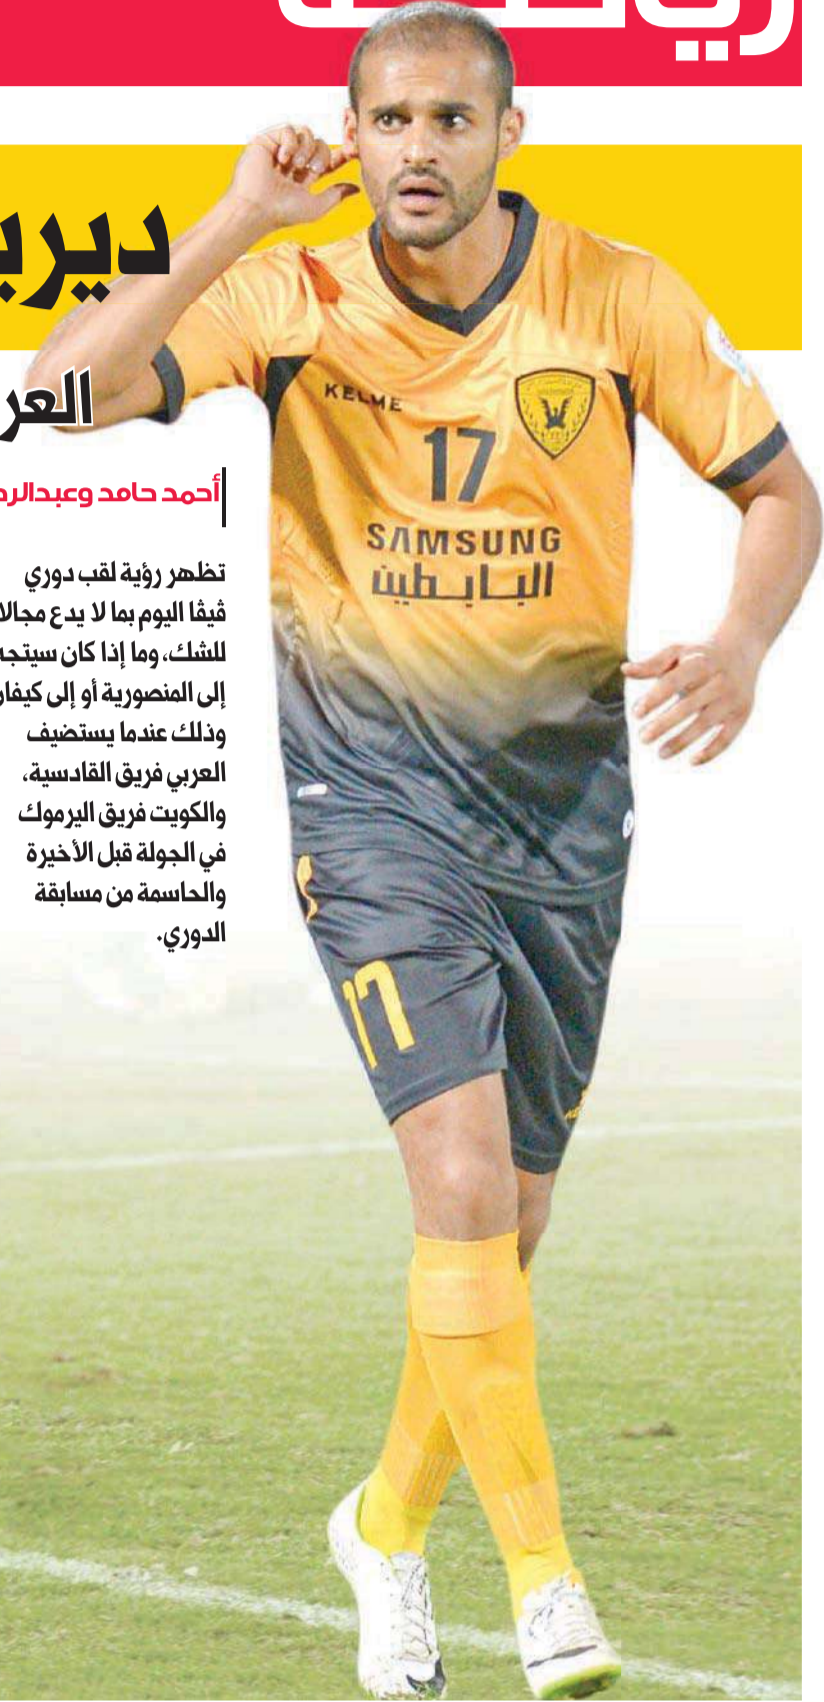 رياضة
العر
أحمد حامد
تظهر رؤية لقب دوري
ڤيڤا اليوم بما لا يدع مجالا
للشك، وما إذا كان سيتجه
إلى المنصورية أو إلى كيفان
وذلك عندما يستضيف
العربي فريق القادسية،
والكويت فريق اليرموك
في الجولة قبل الأخيرة
والحاسمة من مسابقة
الدوري.
KELME
17
SAMSUNG
البابطين
17